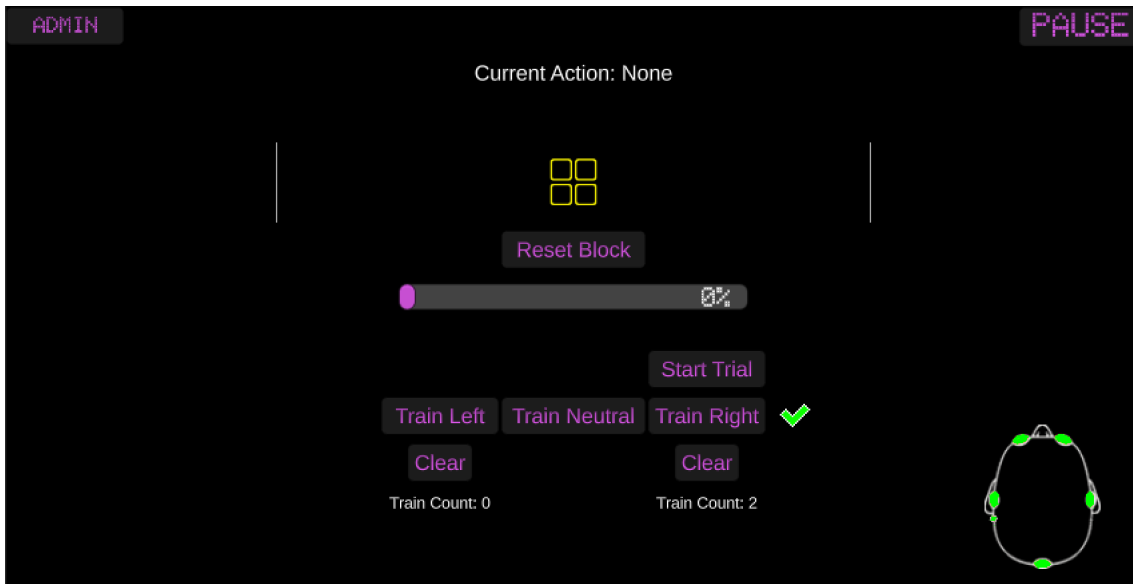 ADMIN
PAUSE
Current Action: None
Reset Block
0%
Start Trial
Train Left
Train Neutral
Train Right
Clear
Clear
Train Count: 0
Train Count: 2